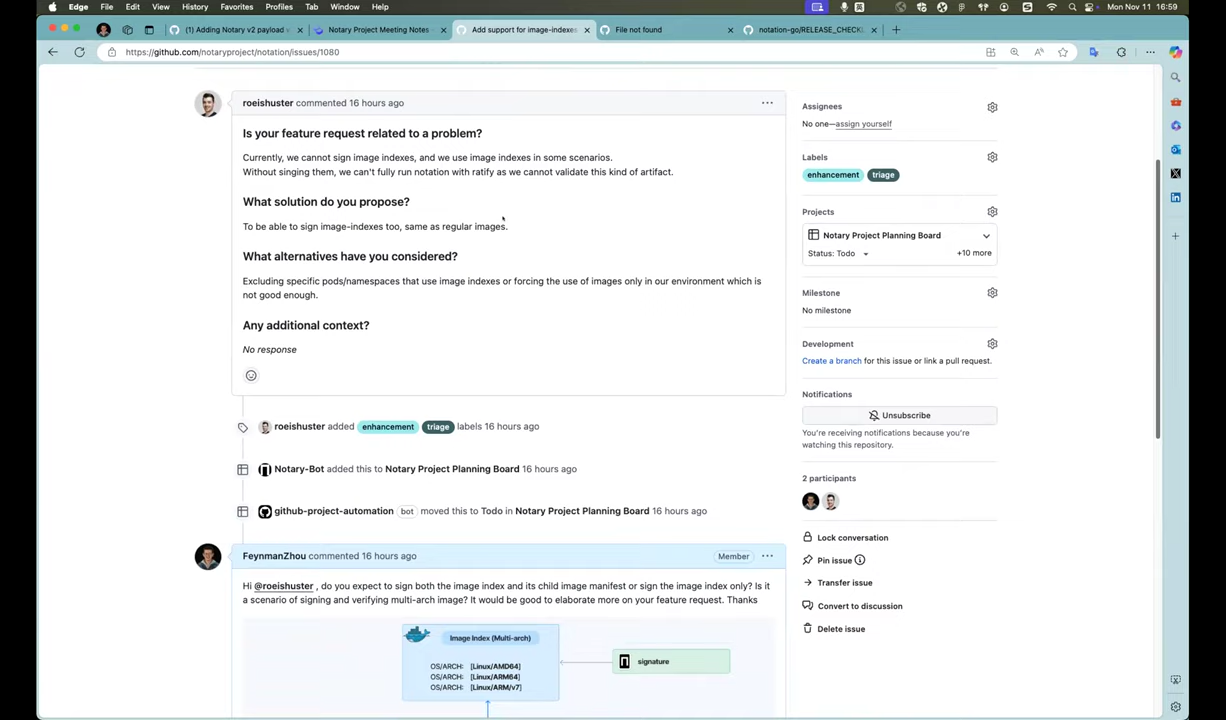 Edge File Edit View History Favorites Profiles Tab Window Help Mon Nov 11 16:59
(1) Adding Notary v2 payload Notary Project Meeting Notes - Add support for image-indexes File not found notation-go/RELEASE_CHECKL
https://github.com/notaryproject/notation/issues/1080
roeishuster commented 16 hours ago
Is your feature request related to a problem?
Currently, we cannot sign image indexes, and we use image indexes in some scenarios.
Without singing them, we can't fully run notation with ratify as we cannot validate this kind of artifact.
What solution do you propose?
To be able to sign image-indexes too, same as regular images.
What alternatives have you considered?
Excluding specific pods/namespaces that use image indexes or forcing the use of images only in our environment which is
not good enough.
Any additional context?
No response
roeishuster added enhancement triage labels 16 hours ago
Notary-Bot added this to Notary Project Planning Board 16 hours ago
github-project-automation bot moved this to Todo in Notary Project Planning Board 16 hours ago
FeynmanZhou commented 16 hours ago Member
Hi @roeishuster , do you expect to sign both the image index and its child image manifest or sign the image index only? Is it
a scenario of signing and verifying multi-arch image? It would be good to elaborate more on your feature request. Thanks
Image Index (Multi-arch)
OS/ARCH: [Linux/AMD64]
OS/ARCH: [Linux/ARM64]
OS/ARCH: [Linux/ARM/v7]
signature
Assignees
No one—assign yourself
Labels
enhancement triage
Projects
Notary Project Planning Board
Status: Todo +10 more
Milestone
No milestone
Development
Create a branch for this issue or link a pull request.
Notifications
Unsubscribe
You're receiving notifications because you're
watching this repository.
2 participants
Lock conversation
Pin issue
Transfer issue
Convert to discussion
Delete issue